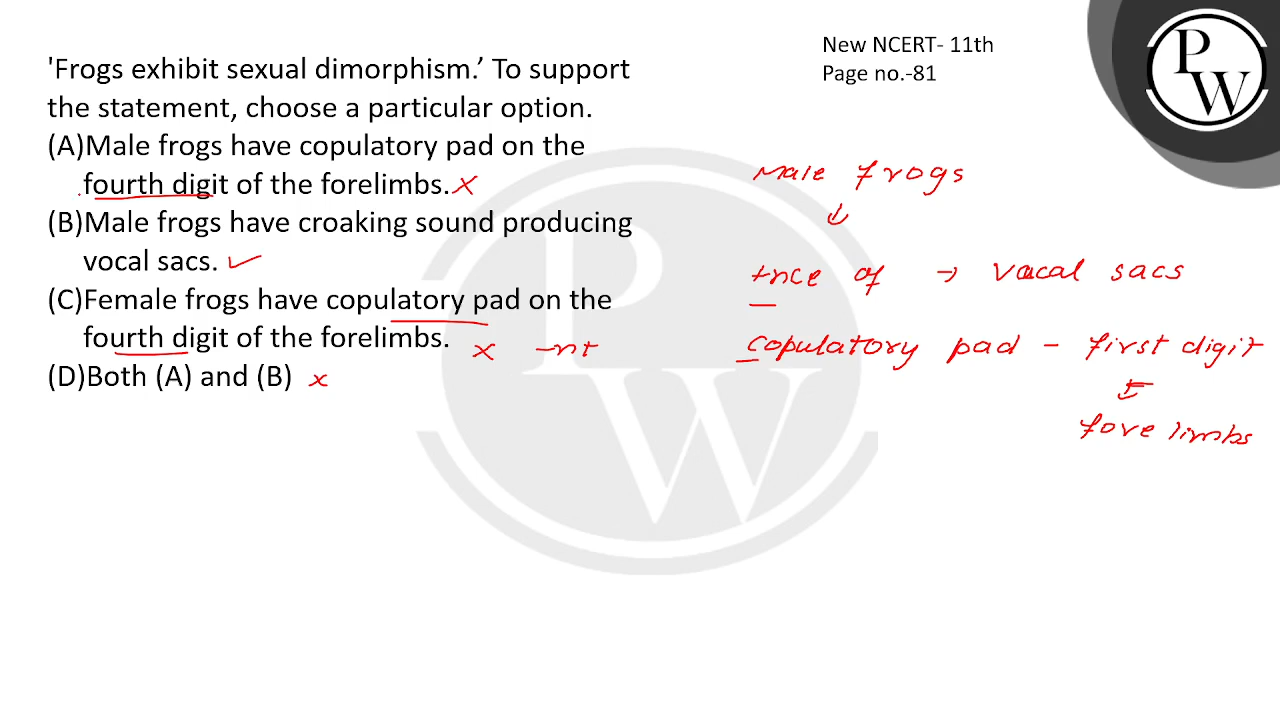 'Frogs exhibit sexual dimorphism.’ To support
the statement, choose a particular option.
(A)Male frogs have copulatory pad on the
fourth digit of the forelimbs. x
(B)Male frogs have croaking sound producing
vocal sacs. ✓
(C)Female frogs have copulatory pad on the
fourth digit of the forelimbs. x -nt
(D)Both (A) and (B) x
New NCERT- 11th
Page no.-81
P
W
Male frogs
↓
tnce of → vocal sacs
copulatory pad - first digit
↓
fore limbs
P
W